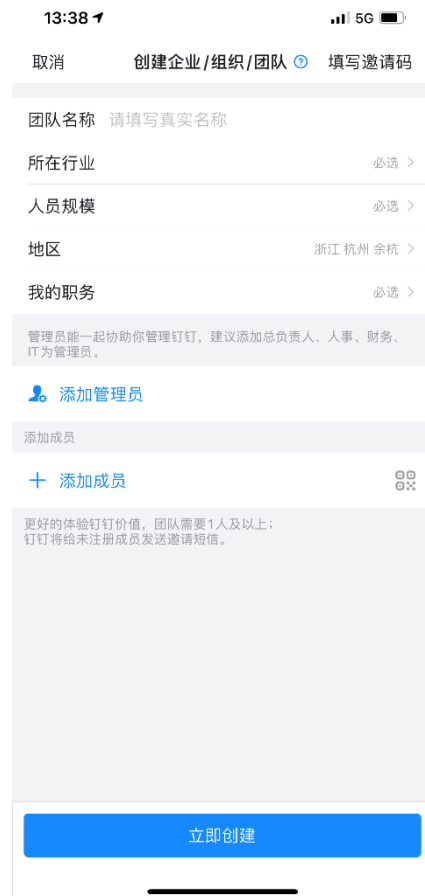 13:38 5G
取消 创建企业/组织/团队 填写邀请码
团队名称 请填写真实名称
所在行业 必选
人员规模 必选
地区 浙江 杭州 余杭
我的职务 必选
管理员能一起协助你管理钉钉，建议添加总负责人、人事、财务、
IT为管理员。
添加管理员
添加成员
添加成员
更好的体验钉钉价值，团队需要1人及以上；
钉钉将给未注册成员发送邀请短信。
立即创建